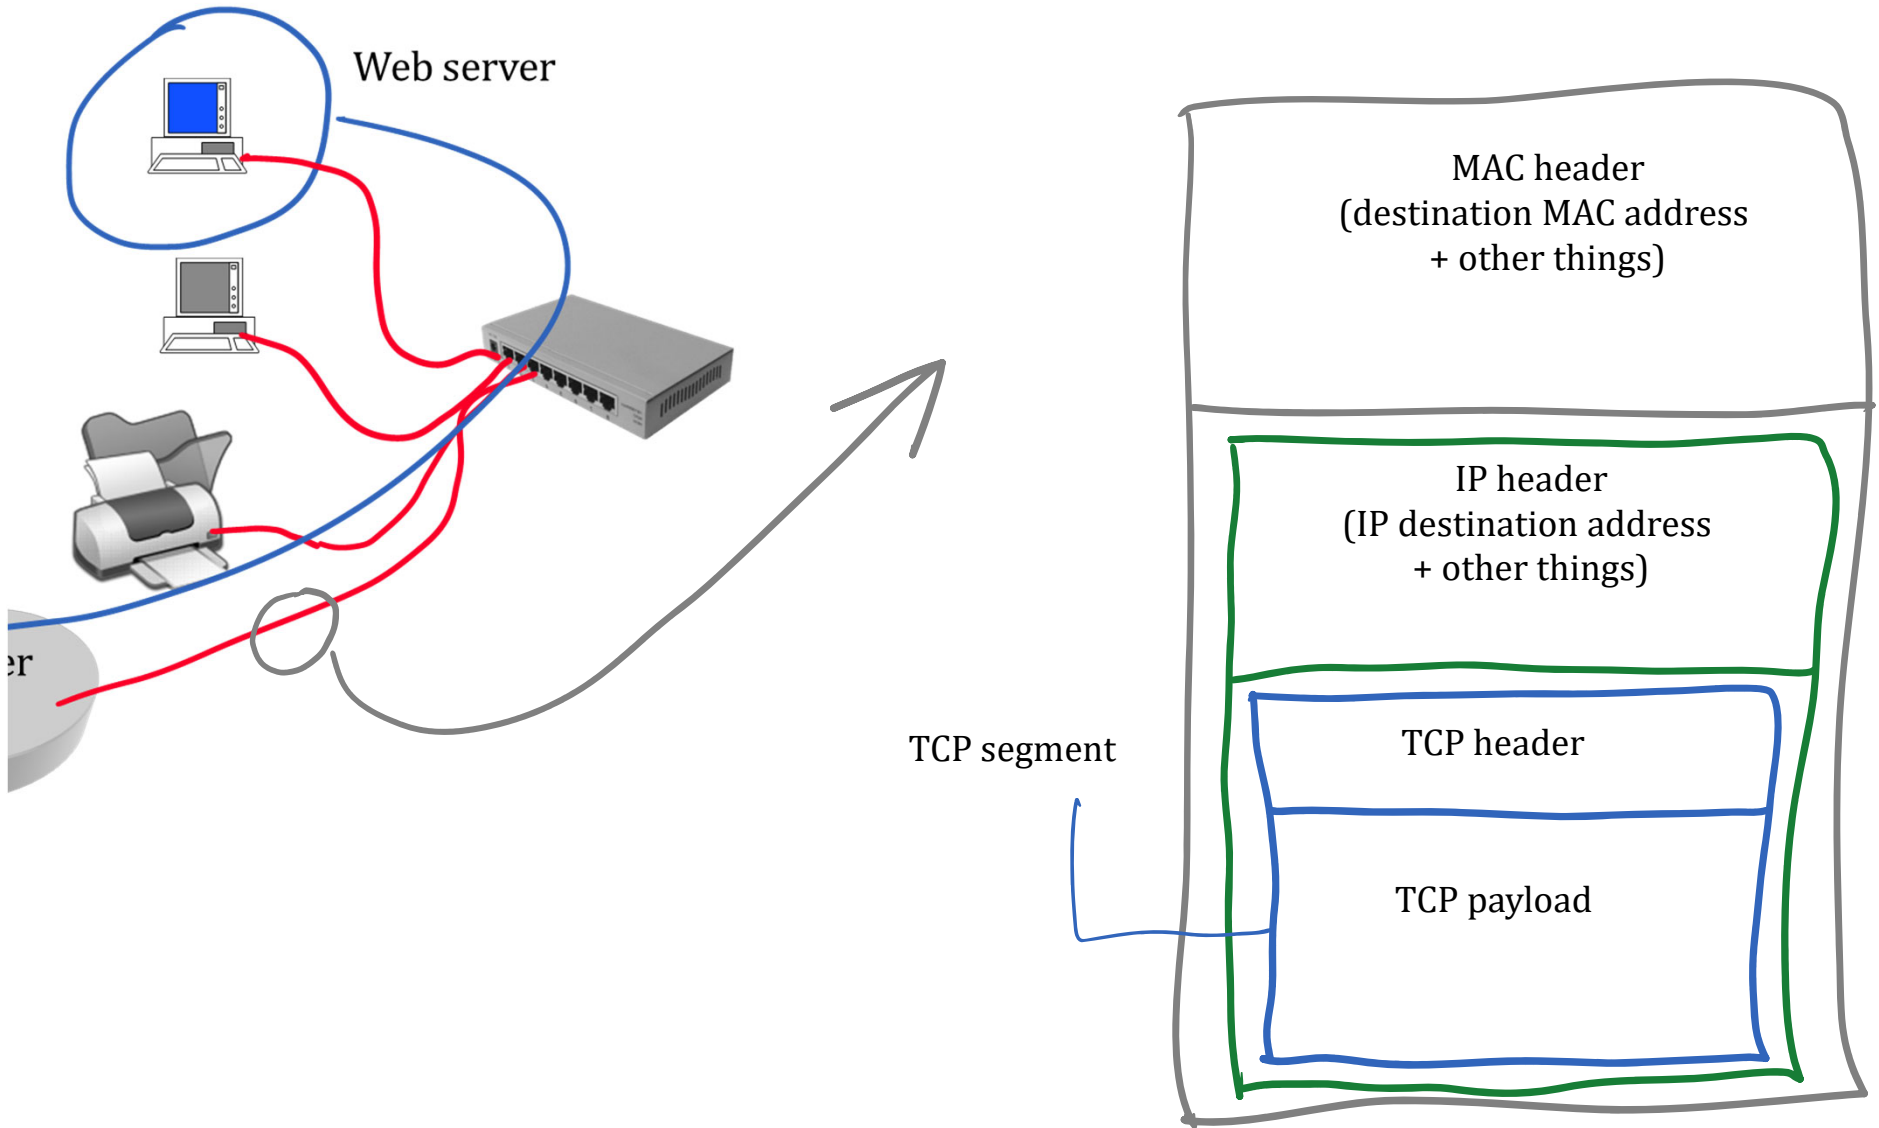 Web server
MAC header
(destination MAC address
+ other things)
IP header
(IP destination address
+ other things)
er
TCP segment
TCP header
TCP payload